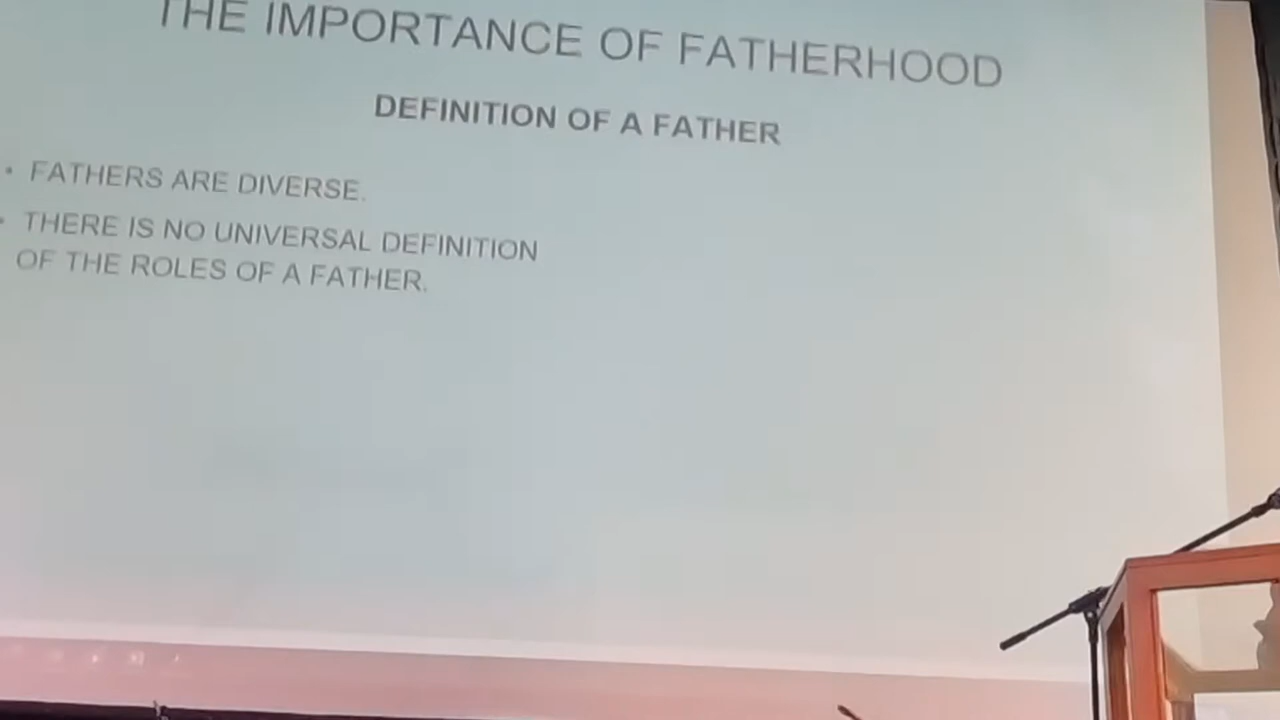 THE IMPORTANCE OF FATHERHOOD
DEFINITION OF A FATHER
• FATHERS ARE DIVERSE.
• THERE IS NO UNIVERSAL DEFINITION
OF THE ROLES OF A FATHER.